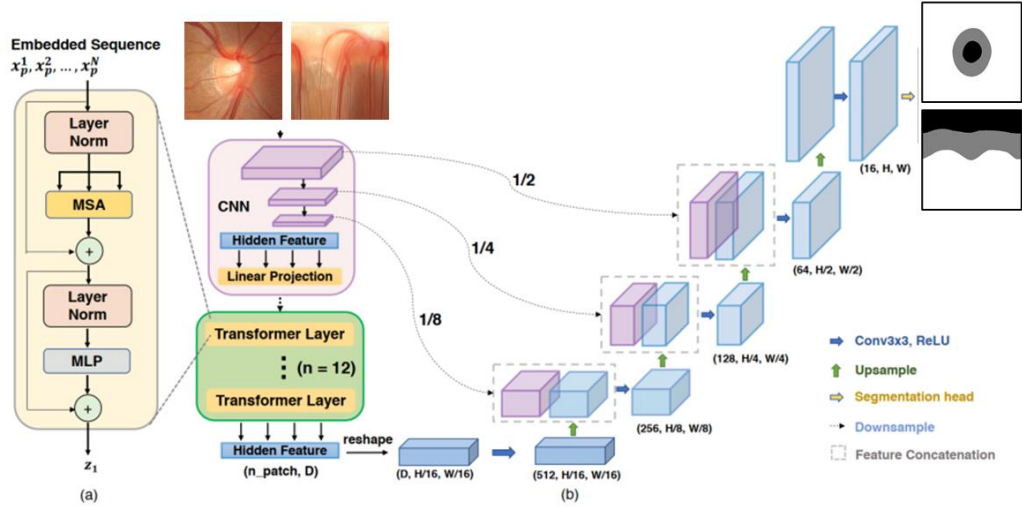 Embedded Sequence
x_p^1, x_p^2, ..., x_p^N
Layer
Norm
MSA
+
Layer
Norm
MLP
+
z_1
(a)
CNN
Hidden Feature
Linear Projection
Transformer Layer
(n = 12)
Transformer Layer
Hidden Feature
(n_patch, D)
reshape
(D, H/16, W/16)
(512, H/16, W/16)
(b)
1/2
1/4
1/8
(256, H/8, W/8)
(128, H/4, W/4)
(64, H/2, W/2)
(16, H, W)
Conv3x3, ReLU
Upsample
Segmentation head
Downsample
Feature Concatenation